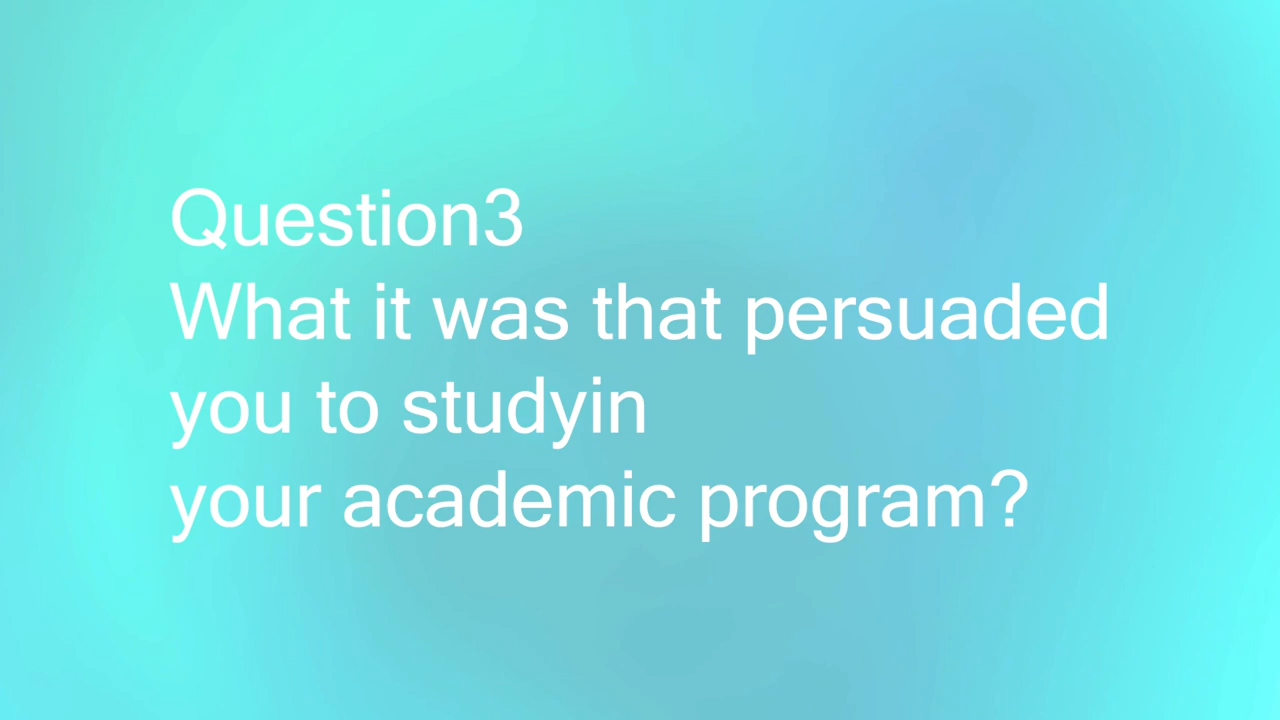 Question3
What it was that persuaded
you to studyin
your academic program?